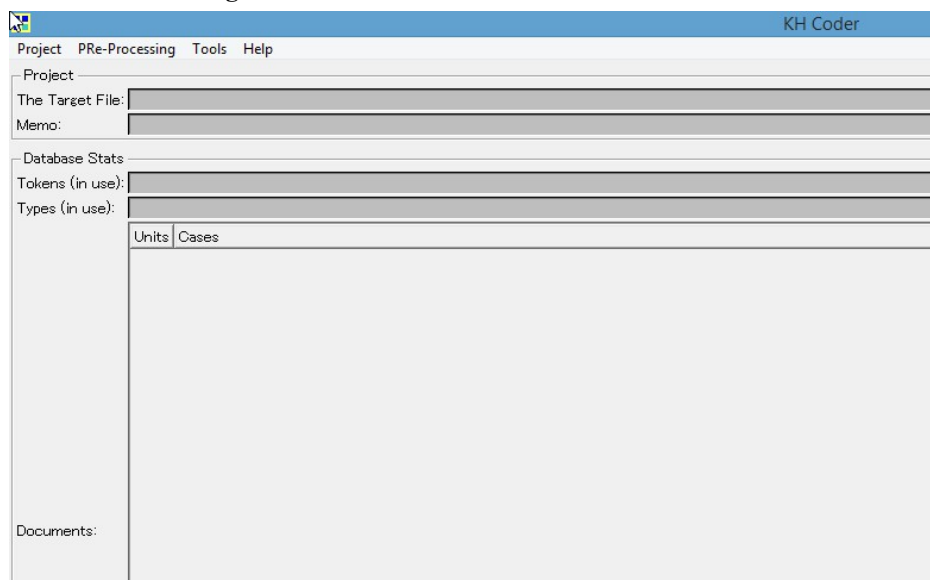 KH Coder
Project PRe-Processing Tools Help
Project
The Target File:
Memo:
Database Stats
Tokens (in use):
Types (in use):
Units Cases
Documents: